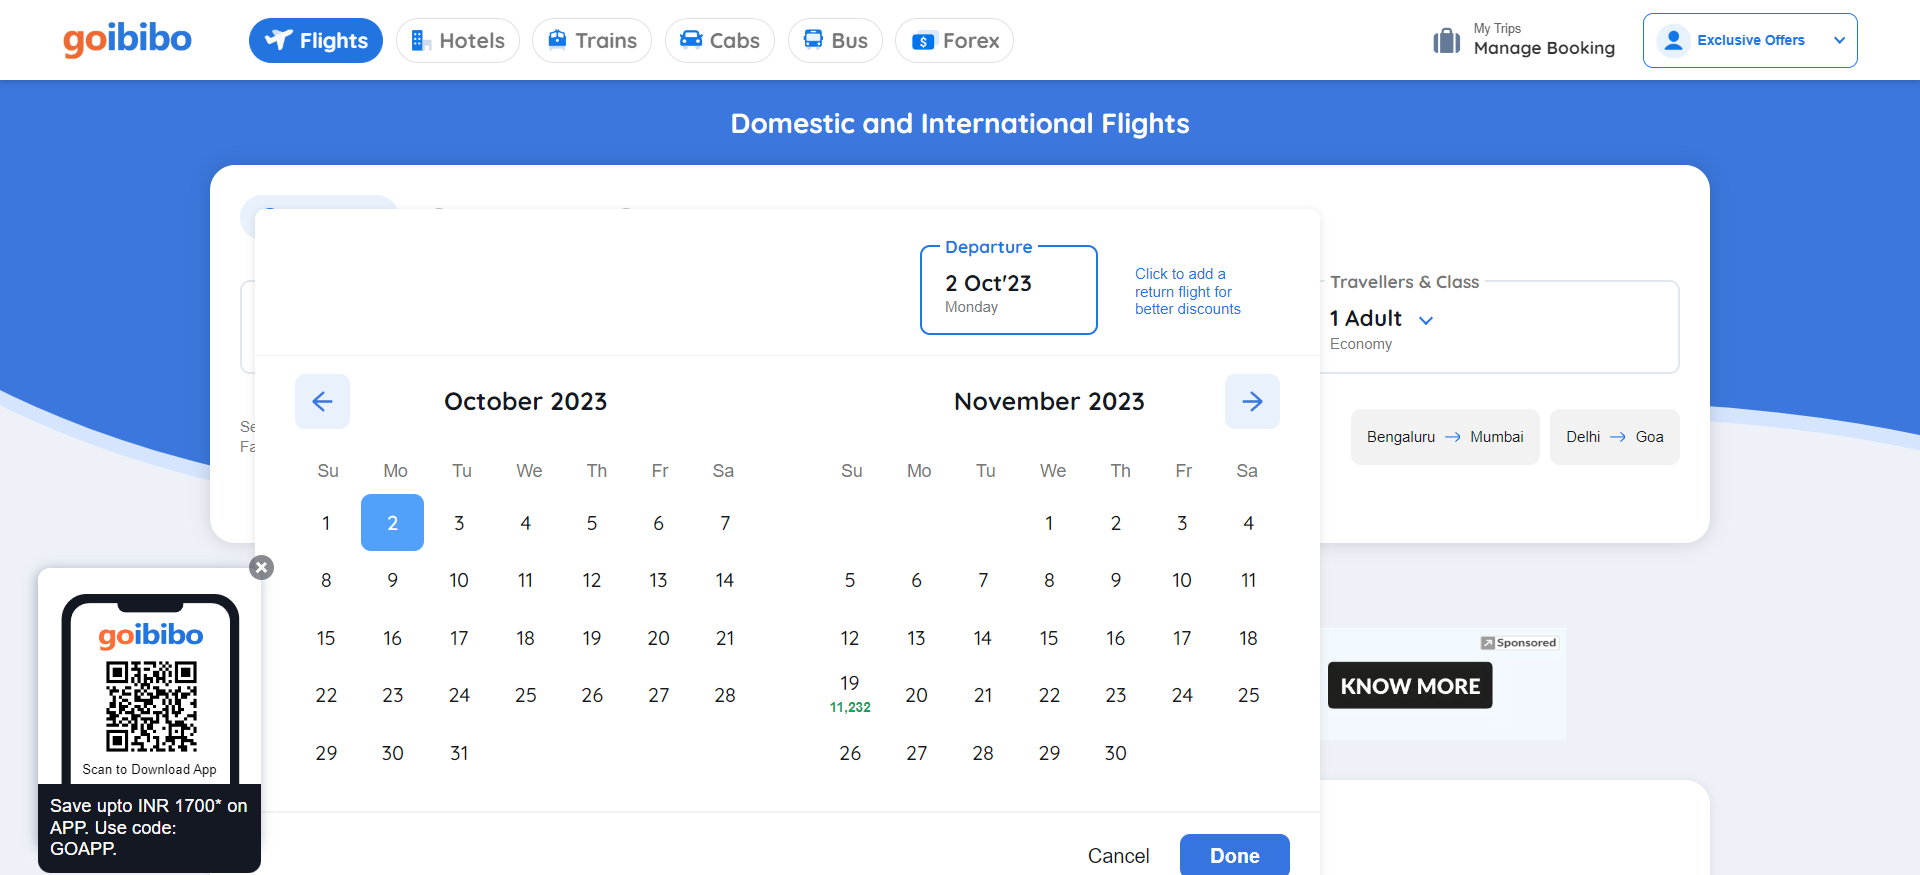 goibibo
Flights
Hotels
Trains
Cabs
Bus
Forex
My Trips
Manage Booking
Exclusive Offers
Domestic and International Flights
Departure
2 Oct'23
Monday
Click to add a
return flight for
better discounts
Travellers & Class
1 Adult
Economy
October 2023
November 2023
Bengaluru → Mumbai
Delhi → Goa
Su Mo Tu We Th Fr Sa
1 2 3 4 5 6 7
8 9 10 11 12 13 14
15 16 17 18 19 20 21
22 23 24 25 26 27 28
29 30 31
Su Mo Tu We Th Fr Sa
1 2 3 4
5 6 7 8 9 10 11
12 13 14 15 16 17 18
19 20 21 22 23 24 25
11,232
26 27 28 29 30
Cancel
Done
Sponsored
KNOW MORE
goibibo
Scan to Download App
Save upto INR 1700* on
APP. Use code:
GOAPP.